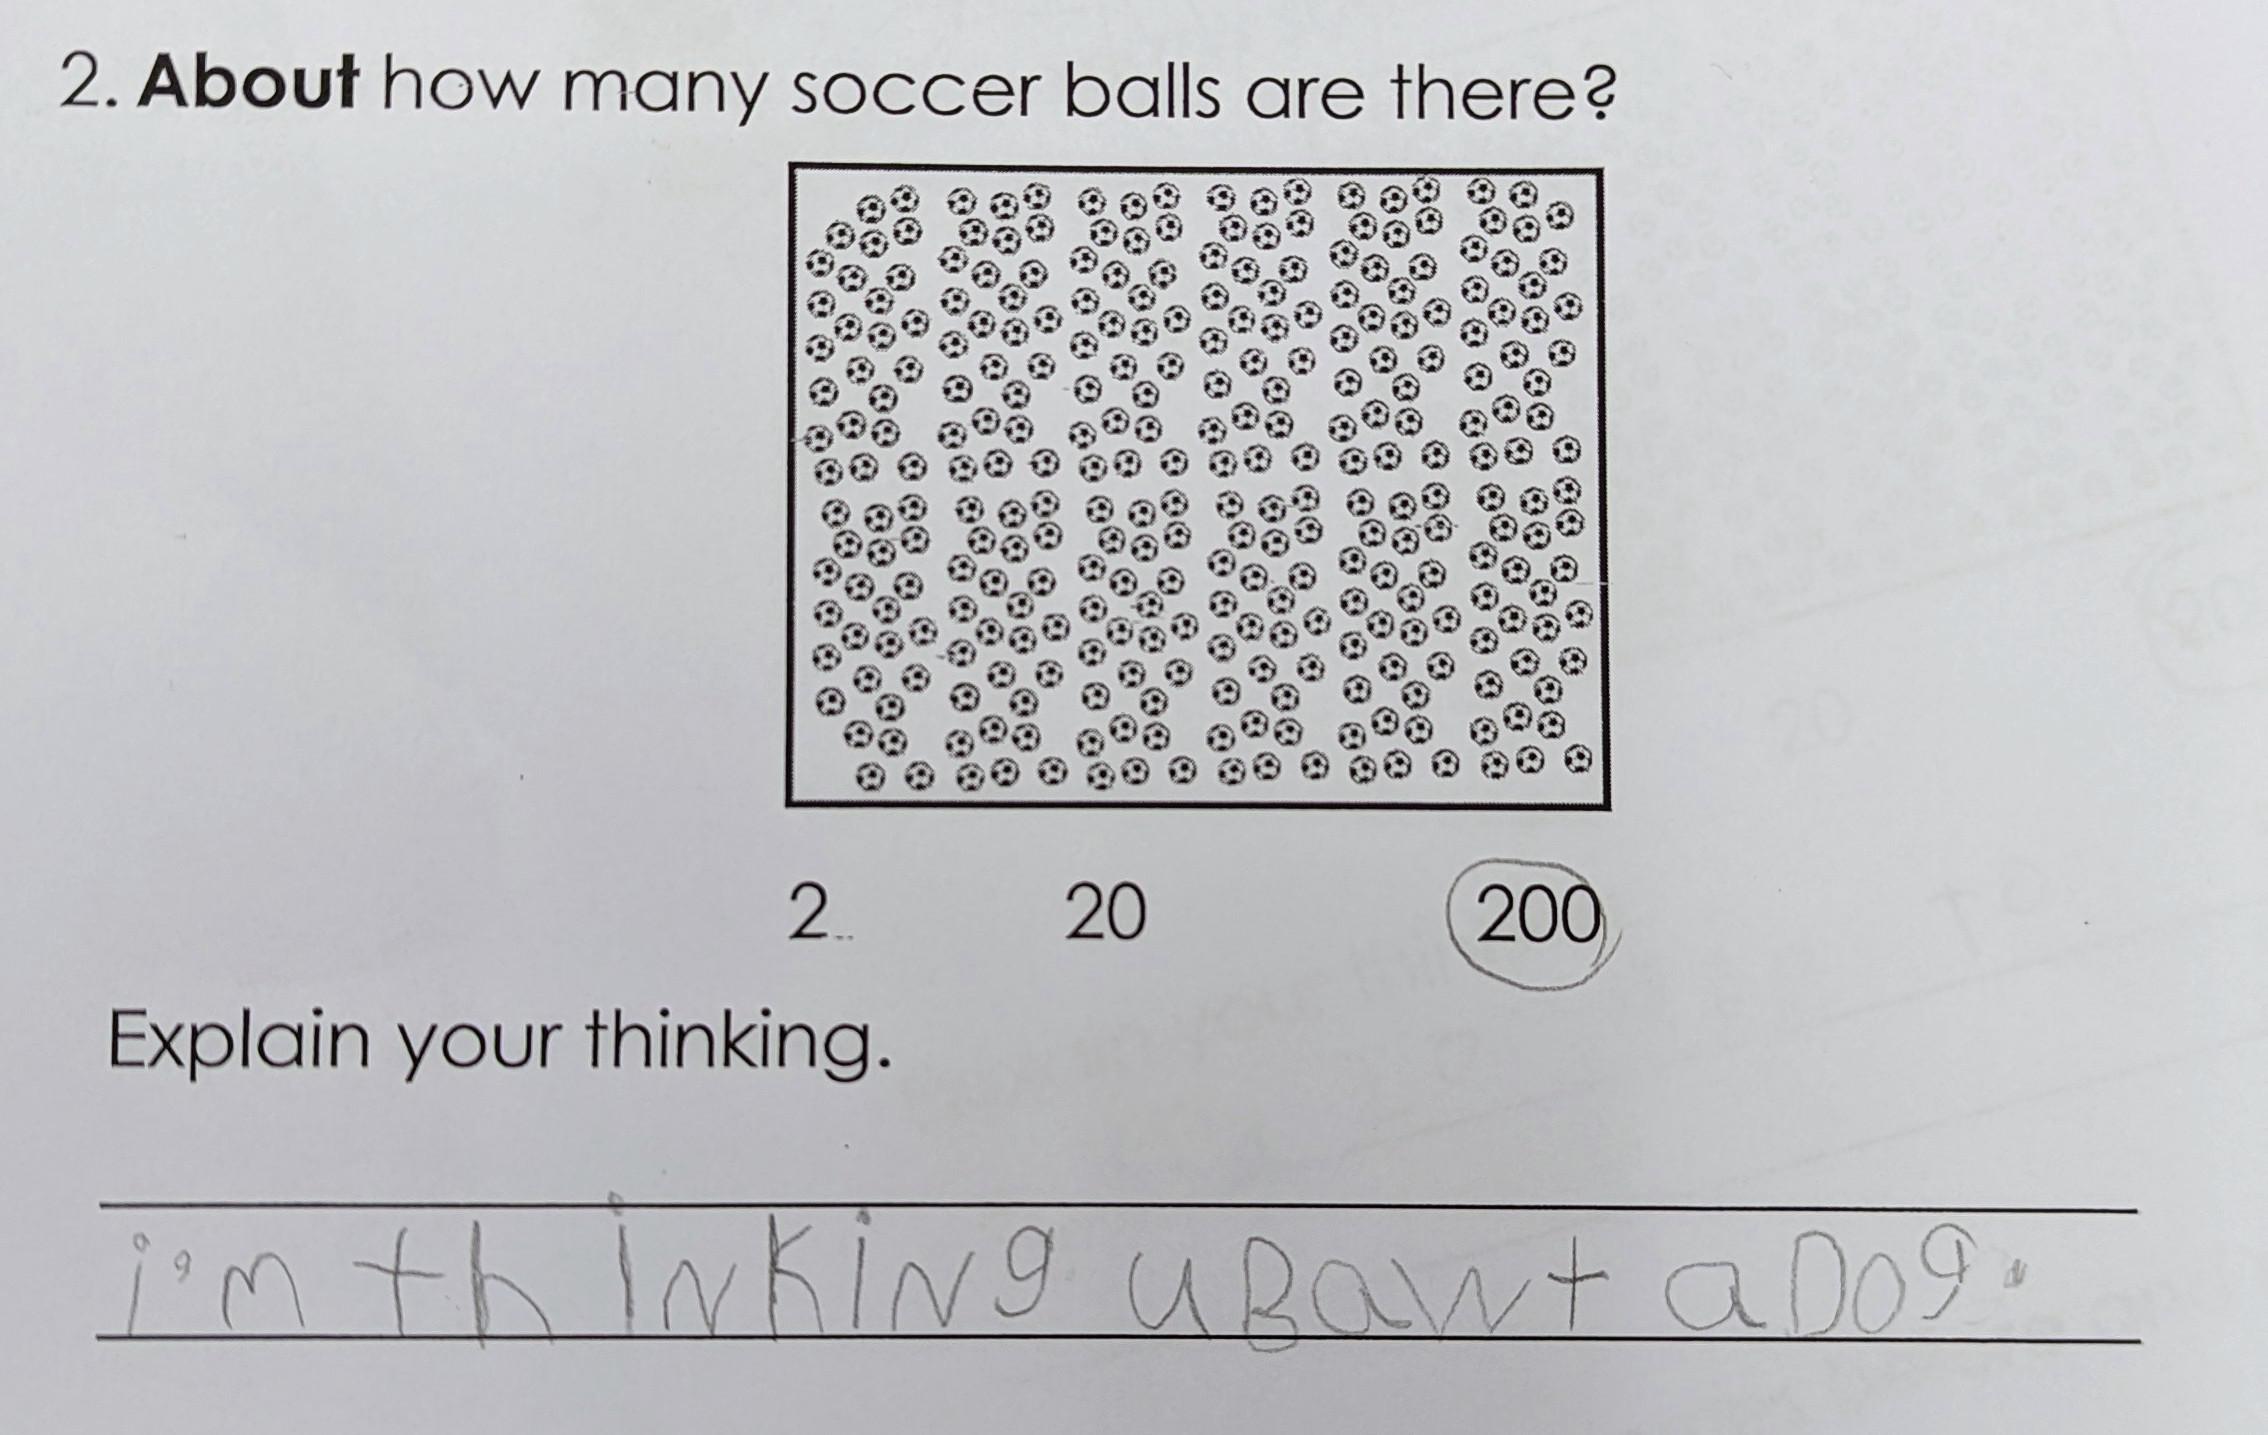 2. About how many soccer balls are there?
2 20 200
Explain your thinking.
i'm thinking uBawt a Dog.